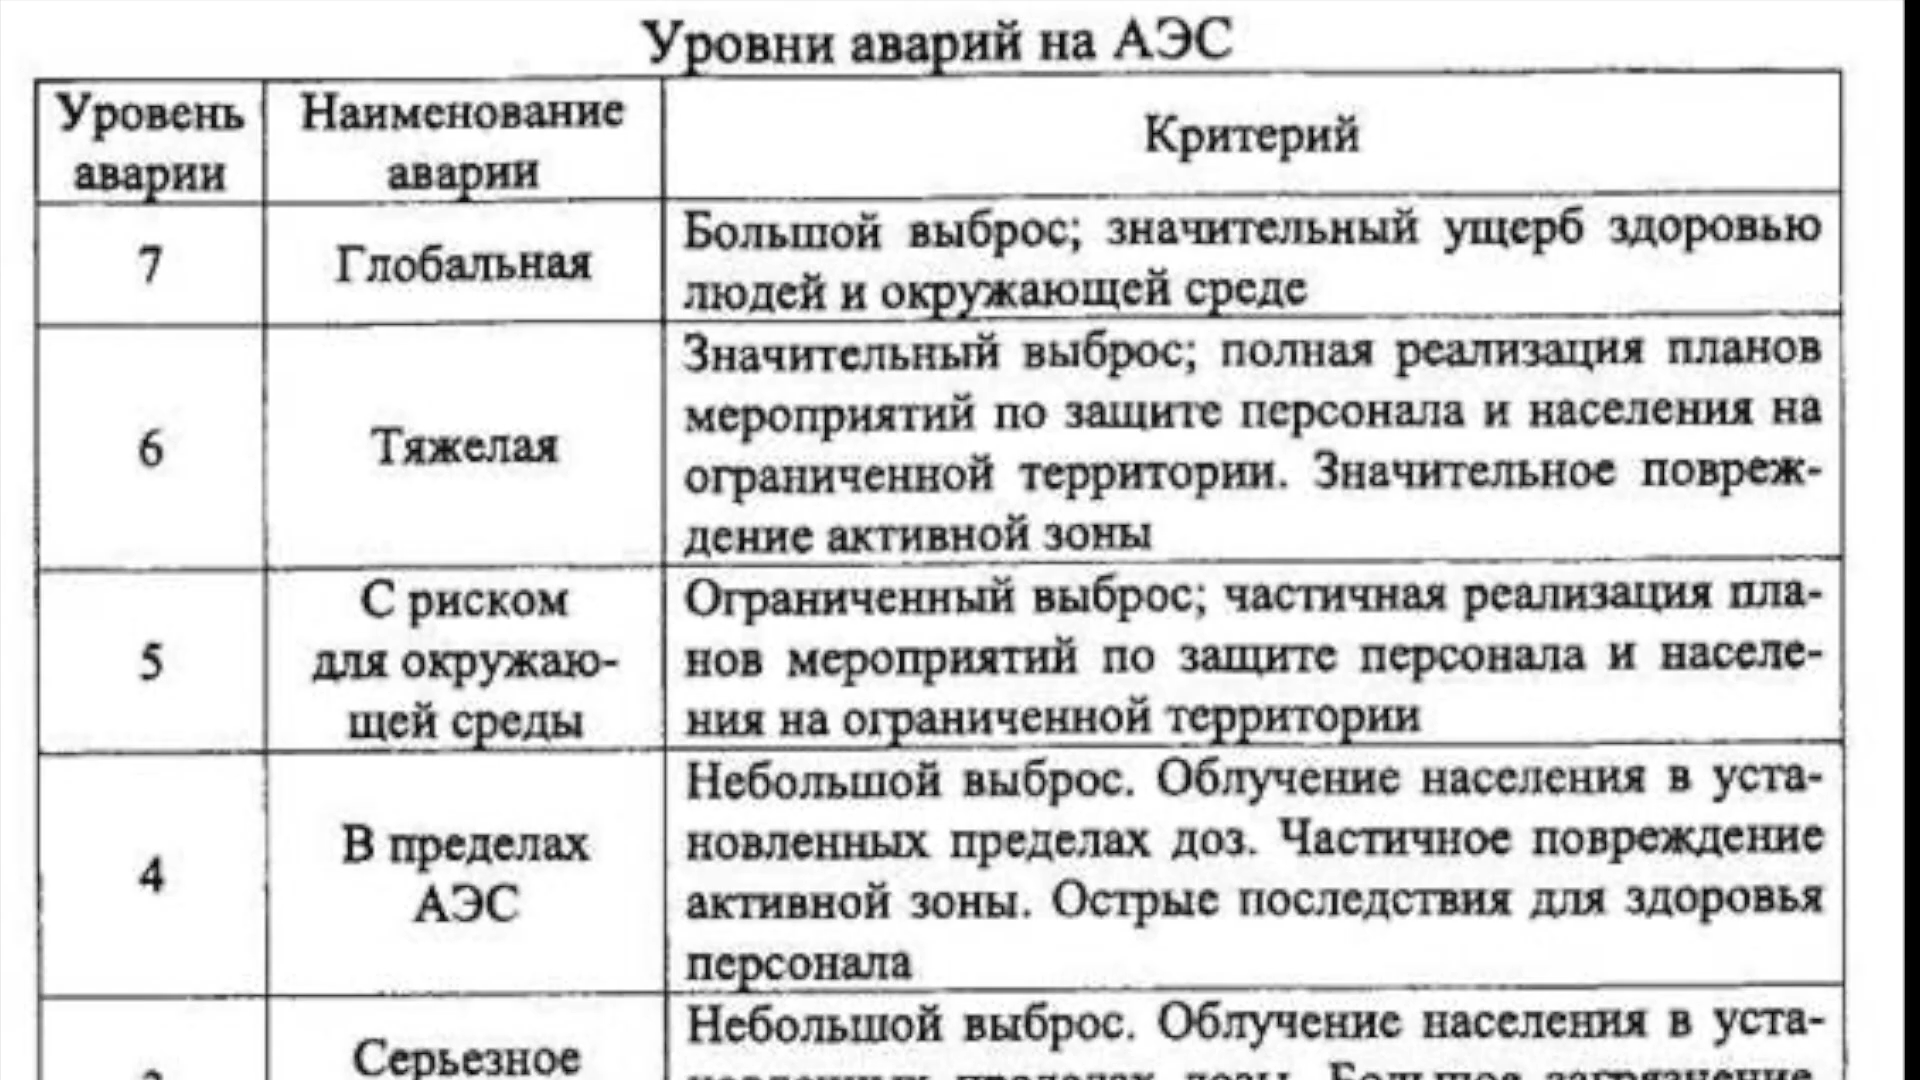 Уровни аварий на АЭС
Уровень
аварии
Наименование
аварии
Критерий
7
Глобальная
Большой выброс; значительный ущерб здоровью
людей и окружающей среде
6
Тяжелая
Значительный выброс; полная реализация планов
мероприятий по защите персонала и населения на
ограниченной территории. Значительное повреж-
дение активной зоны
5
С риском
для окружаю-
щей среды
Ограниченный выброс; частичная реализация пла-
нов мероприятий по защите персонала и населе-
ния на ограниченной территории
4
В пределах
АЭС
Небольшой выброс. Облучение населения в уста-
новленных пределах доз. Частичное повреждение
активной зоны. Острые последствия для здоровья
персонала
Серьезное
Небольшой выброс. Облучение населения в уста-